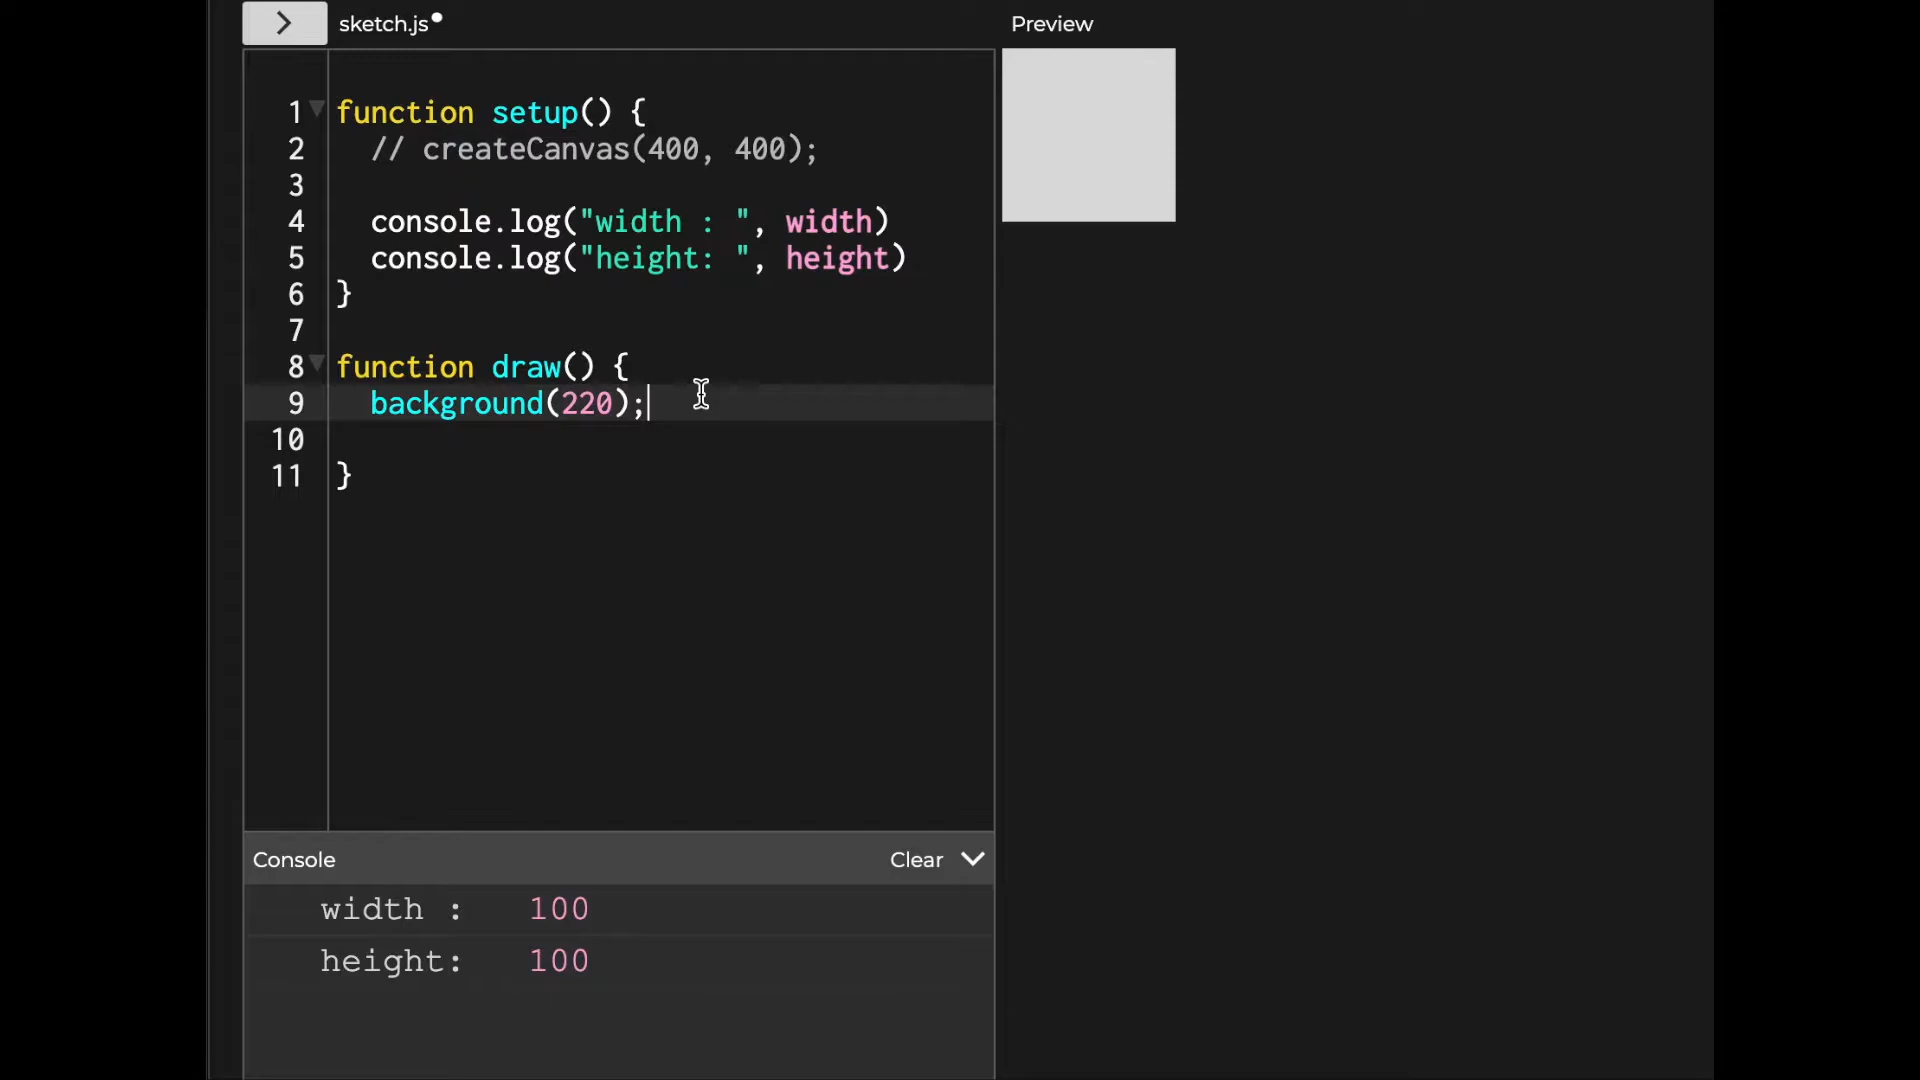 sketch.js
Preview
1 function setup() {
2 // createCanvas(400, 400);
3
4 console.log("width : ", width)
5 console.log("height: ", height)
6 }
7
8 function draw() {
9 background(220);
10
11 }
Console
Clear
width : 100
height: 100